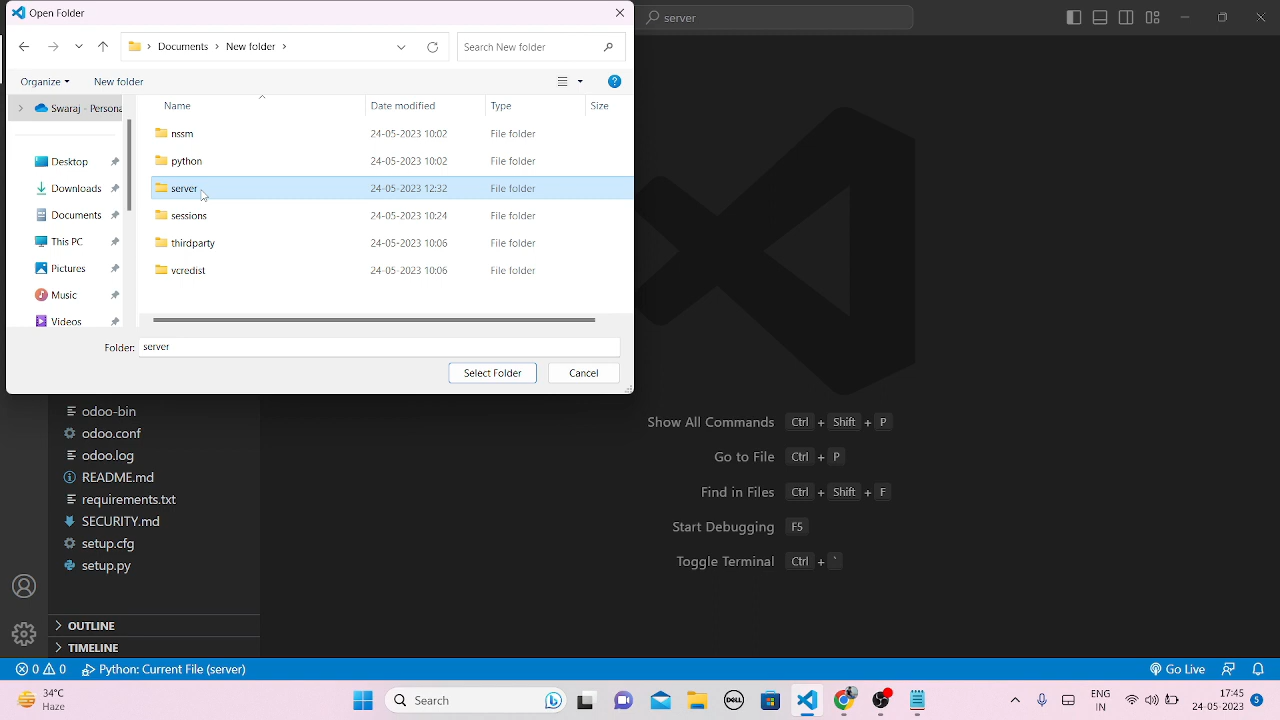 Open Folder
server
Documents > New folder >
Search New folder
Organize
New folder
Swaraj - Persona
Name
Date modified
Type
Size
nssm 24-05-2023 10:02 File folder
Desktop
python 24-05-2023 10:02 File folder
Downloads
server 24-05-2023 12:32 File folder
Documents
sessions 24-05-2023 10:24 File folder
This PC
thirdparty 24-05-2023 10:06 File folder
Pictures
vcredist 24-05-2023 10:06 File folder
Music
Videos
Folder: server
Select Folder
Cancel
odoo-bin
odoo.conf
odoo.log
README.md
requirements.txt
SECURITY.md
setup.cfg
setup.py
OUTLINE
TIMELINE
Show All Commands Ctrl + Shift + P
Go to File Ctrl + P
Find in Files Ctrl + Shift + F
Start Debugging F5
Toggle Terminal Ctrl + `
0 0 Python: Current File (server)
Go Live
34°C
Haze
Search
DELL
ENG
IN
17:45
24-05-2023
5